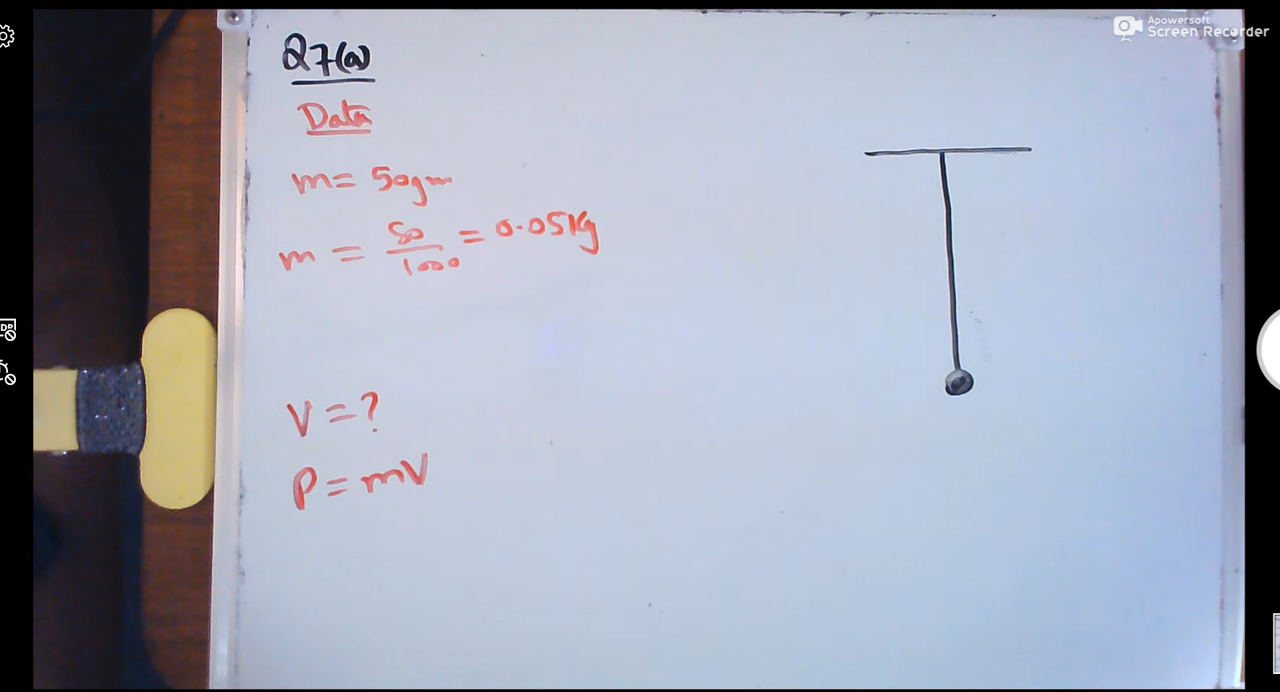 Q7(a)
Data
m = 50gm
m = 50/1000 = 0.05Kg
V = ?
P = mV
Apowersoft
Screen Recorder